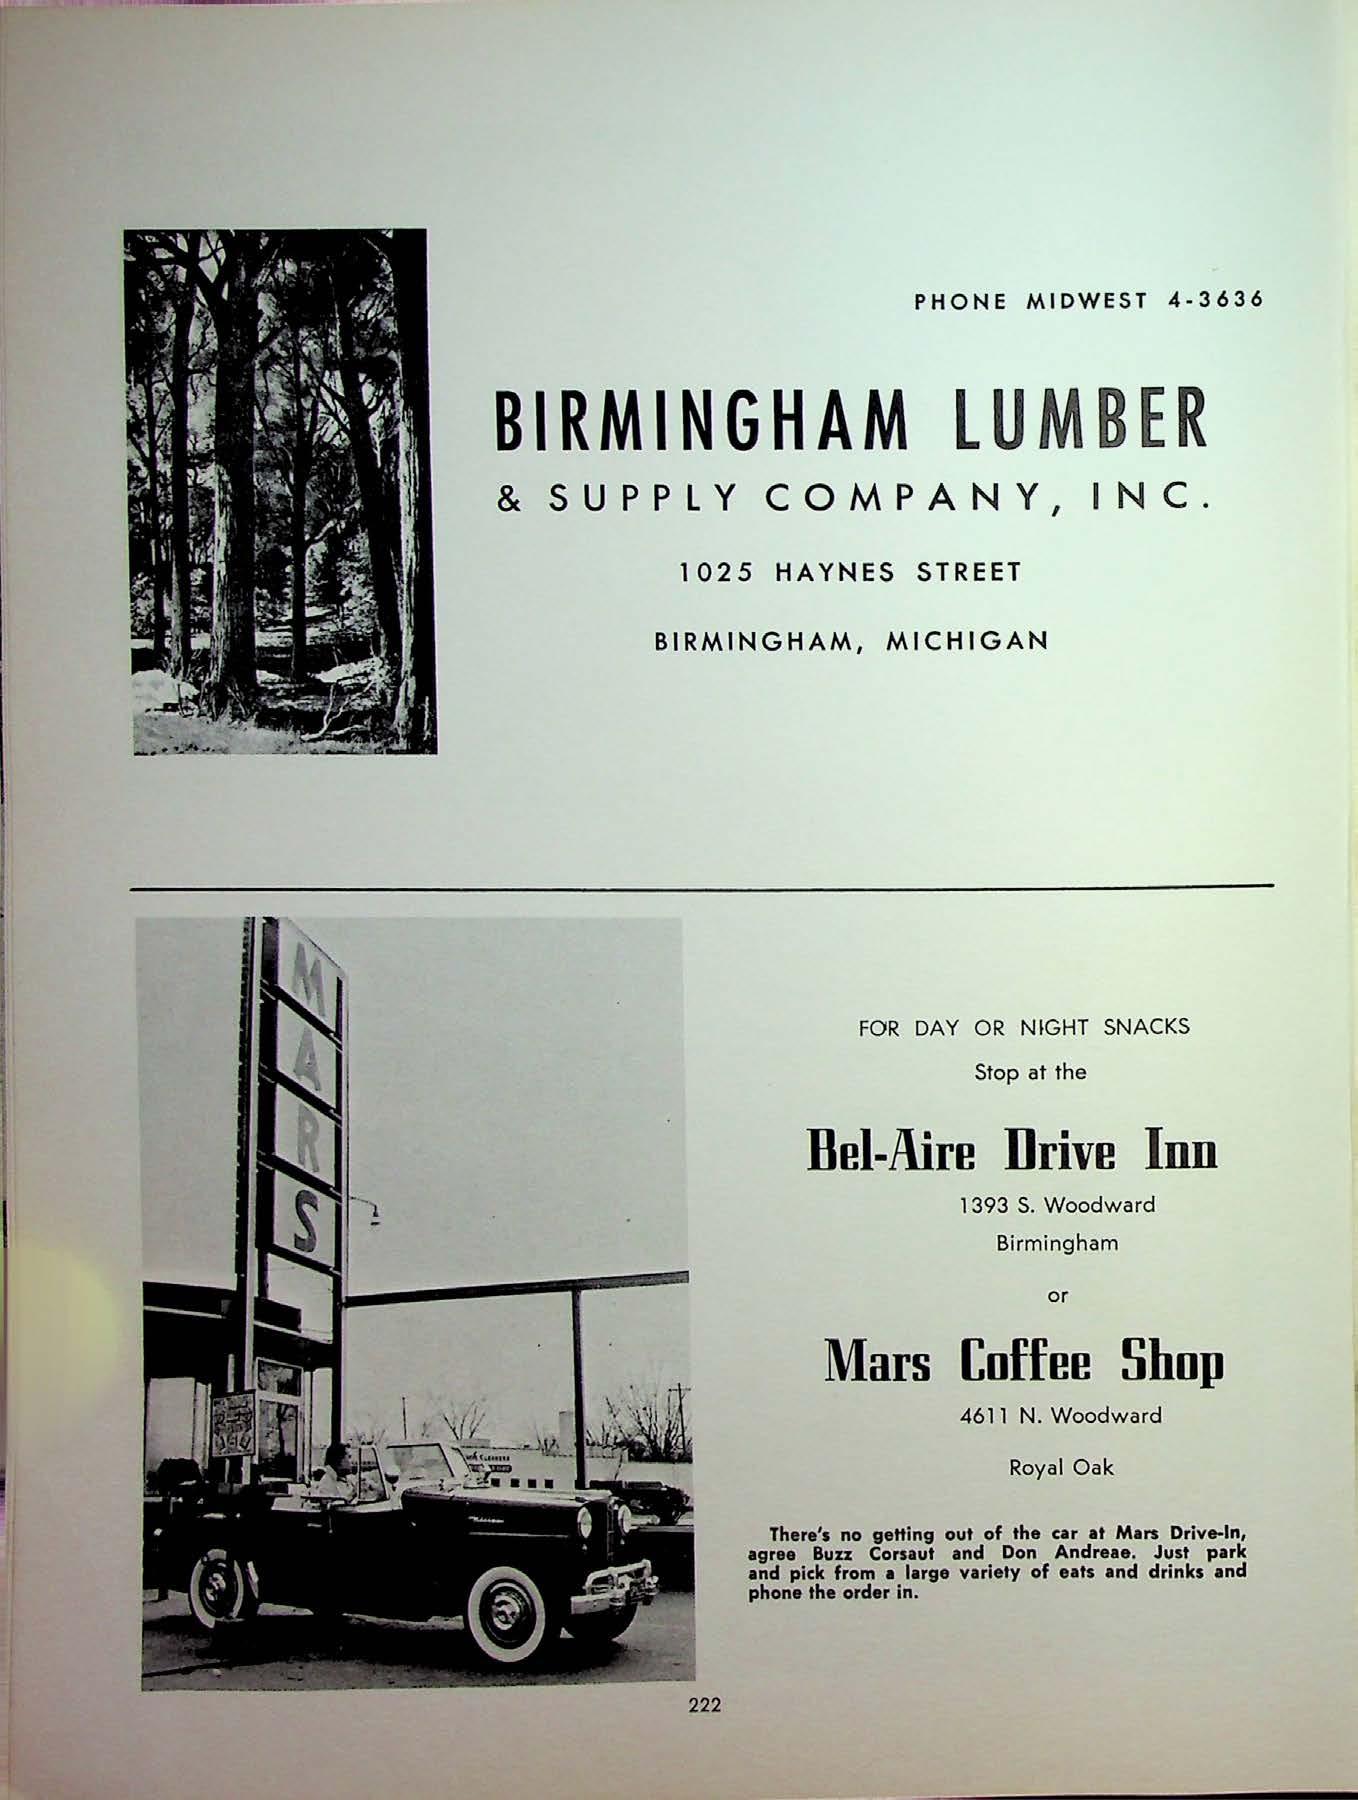 PHONE MIDWEST 4-3636
BIRMINGHAM LUMBER
& SUPPLY COMPANY, INC.
1025 HAYNES STREET
BIRMINGHAM, MICHIGAN
MARS
CLEANERS
FOR DAY OR NIGHT SNACKS
Stop at the
Bel-Aire Drive Inn
1393 S. Woodward
Birmingham
or
Mars Coffee Shop
4611 N. Woodward
Royal Oak
There's no getting out of the car at Mars Drive-In,
agree Buzz Corsaut and Don Andreae. Just park
and pick from a large variety of eats and drinks and
phone the order in.
222